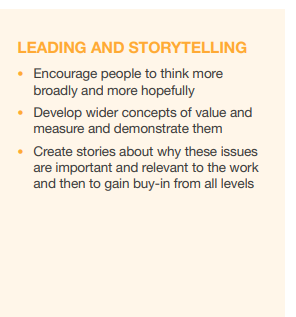 LEADING AND STORYTELLING
• Encourage people to think more
broadly and more hopefully
• Develop wider concepts of value and
measure and demonstrate them
• Create stories about why these issues
are important and relevant to the work
and then to gain buy-in from all levels